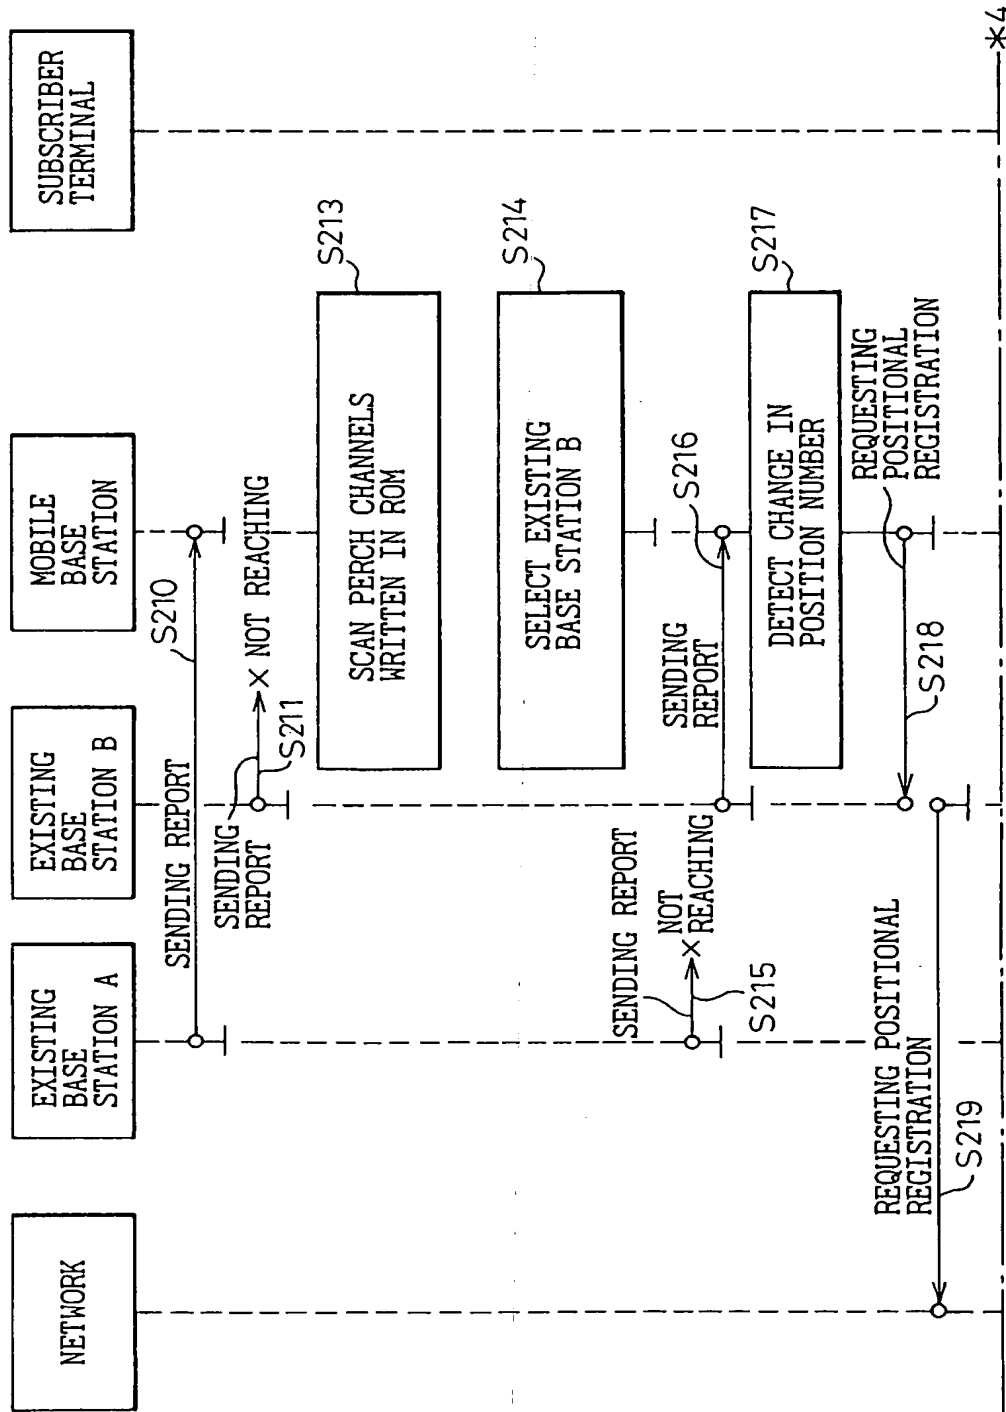 NETWORK
EXISTING
BASE
STATION A
EXISTING
BASE
STATION B
MOBILE
BASE
STATION
SUBSCRIBER
TERMINAL
SENDING REPORT
S210
SENDING
REPORT
S211
× NOT REACHING
SCAN PERCH CHANNELS
WRITTEN IN ROM
S213
SELECT EXISTING
BASE STATION B
S214
SENDING REPORT
S215
× NOT
REACHING
SENDING
REPORT
S216
DETECT CHANGE IN
POSITION NUMBER
S217
REQUESTING
POSITIONAL
REGISTRATION
S218
REQUESTING POSITIONAL
REGISTRATION
S219
*4